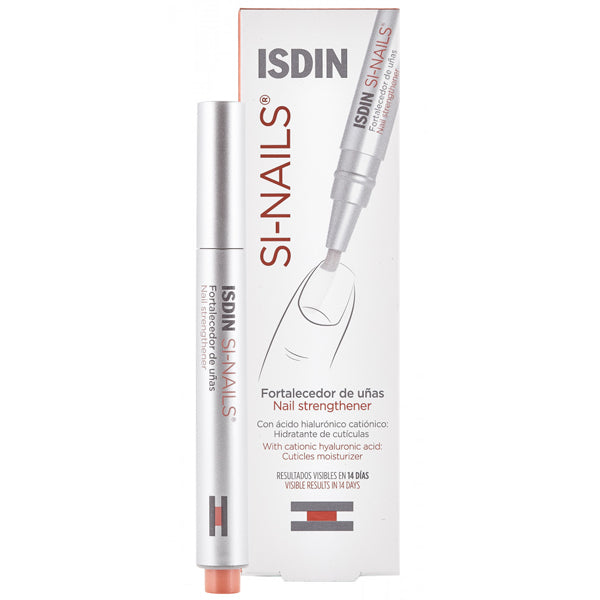 ISDIN
SI-NAILS®
ISDIN SI-NAILS®
Fortalecedor de uñas
Nail strengthener
Fortalecedor de uñas
Nail strengthener
Con ácido hialurónico catiónico:
Hidratante de cutículas
With cationic hyaluronic acid:
Cuticles moisturizer
RESULTADOS VISIBLES EN 14 DÍAS
VISIBLE RESULTS IN 14 DAYS
ISDIN SI-NAILS®
Fortalecedor de uñas
Nail strengthener